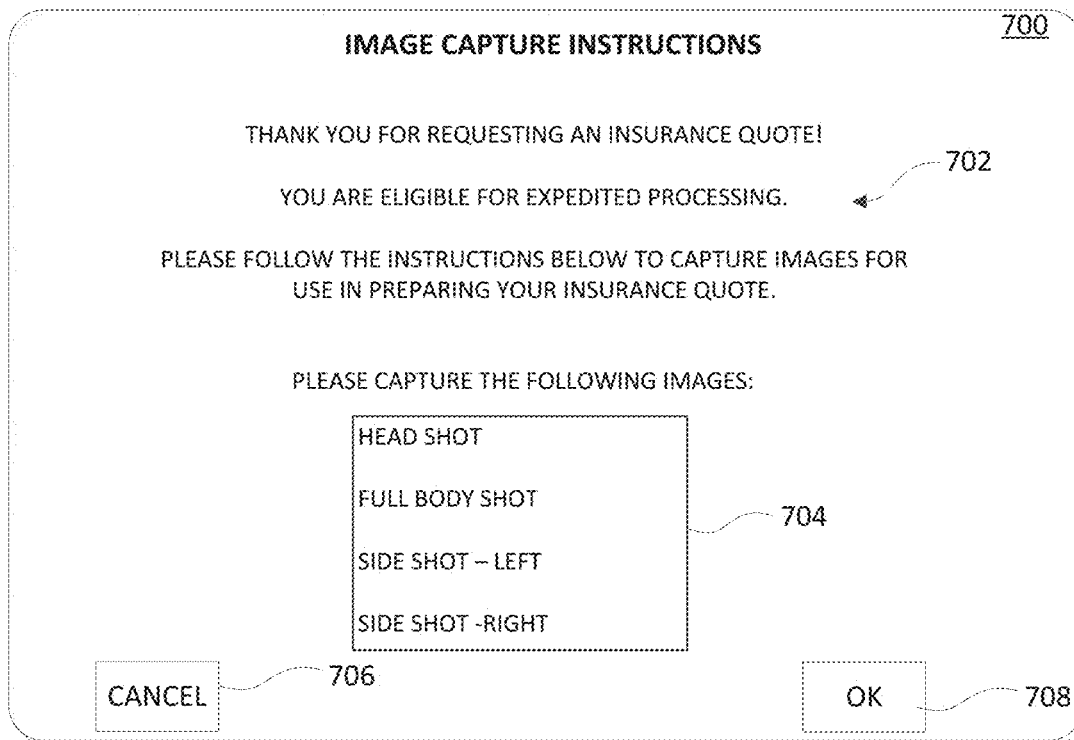 700
IMAGE CAPTURE INSTRUCTIONS
THANK YOU FOR REQUESTING AN INSURANCE QUOTE!
702
YOU ARE ELIGIBLE FOR EXPEDITED PROCESSING.
PLEASE FOLLOW THE INSTRUCTIONS BELOW TO CAPTURE IMAGES FOR
USE IN PREPARING YOUR INSURANCE QUOTE.
PLEASE CAPTURE THE FOLLOWING IMAGES:
HEAD SHOT
FULL BODY SHOT
704
SIDE SHOT – LEFT
SIDE SHOT -RIGHT
706
CANCEL
OK
708